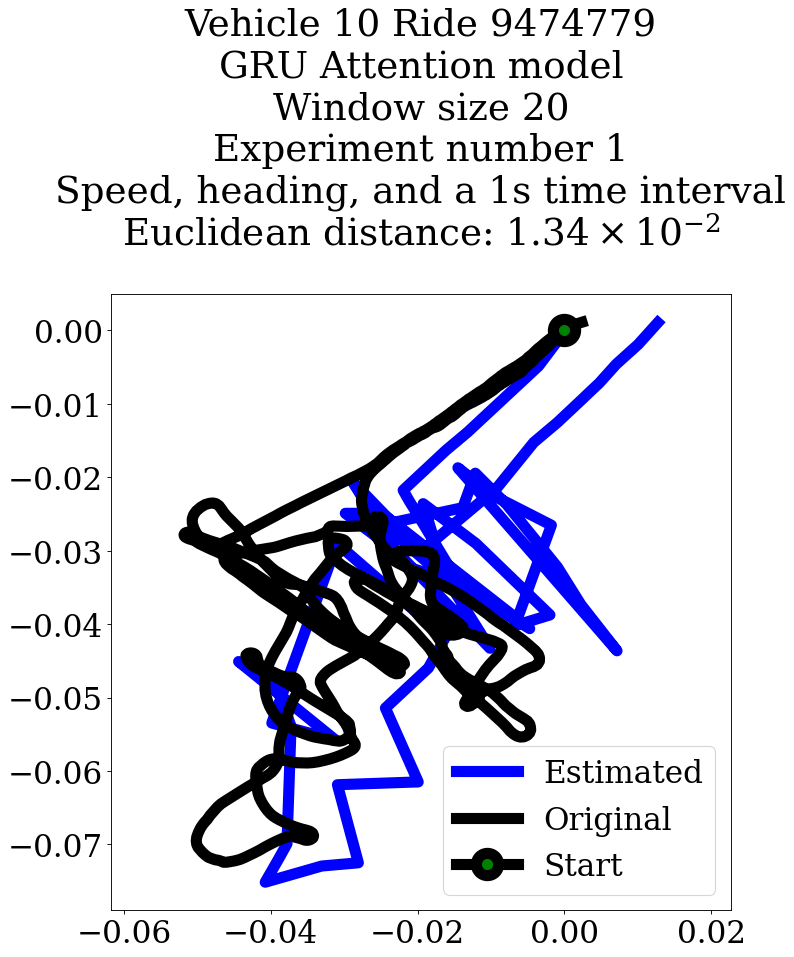 Vehicle 10 Ride 9474779
GRU Attention model
Window size 20
Experiment number 1
Speed, heading, and a 1s time interval
Euclidean distance: 1.34 × 10⁻²
0.00
−0.01
−0.02
−0.03
−0.04
−0.05
−0.06
−0.07
Estimated
Original
Start
−0.06 −0.04 −0.02 0.00 0.02